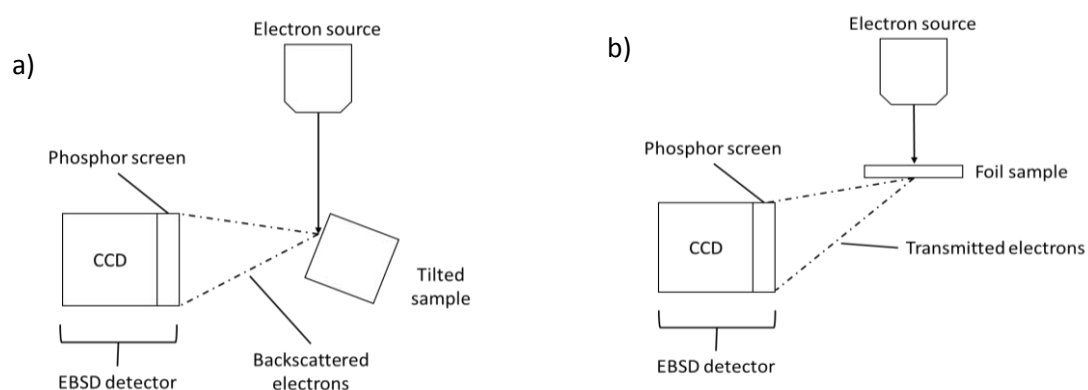 a)
Electron source
Phosphor screen
CCD
Tilted
sample
EBSD detector
Backscattered
electrons
b)
Electron source
Phosphor screen
Foil sample
CCD
Transmitted electrons
EBSD detector